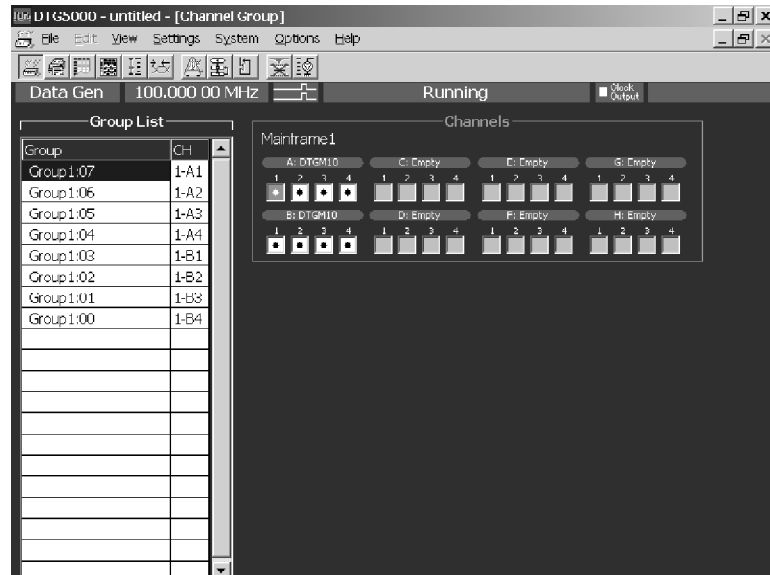 DTG5000 - untitled - [Channel Group]
File Edit View Settings System Options Help
Data Gen 100.000 00 MHz Running Clock Output
Group List
Group CH
Group1:07 1-A1
Group1:06 1-A2
Group1:05 1-A3
Group1:04 1-A4
Group1:03 1-B1
Group1:02 1-B2
Group1:01 1-B3
Group1:00 1-B4
Channels
Mainframe1
A: DTGM10 C: Empty E: Empty G: Empty
1 2 3 4 1 2 3 4 1 2 3 4 1 2 3 4
B: DTGM10 D: Empty F: Empty H: Empty
1 2 3 4 1 2 3 4 1 2 3 4 1 2 3 4